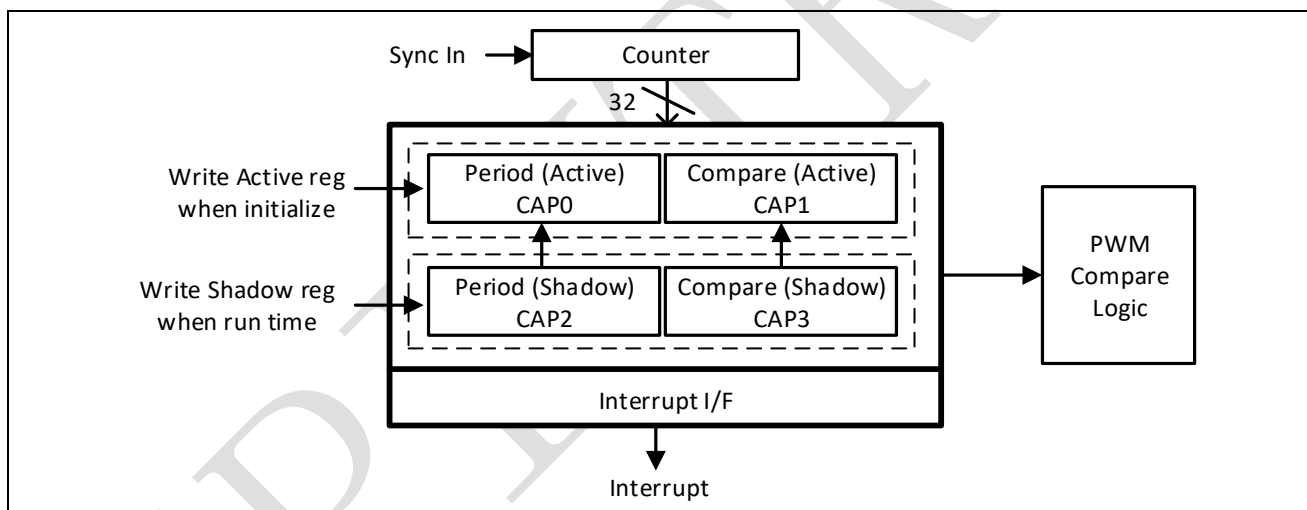 Sync In
Counter
32
Write Active reg
when initialize
Period (Active)
CAP0
Compare (Active)
CAP1
Write Shadow reg
when run time
Period (Shadow)
CAP2
Compare (Shadow)
CAP3
PWM
Compare
Logic
Interrupt I/F
Interrupt